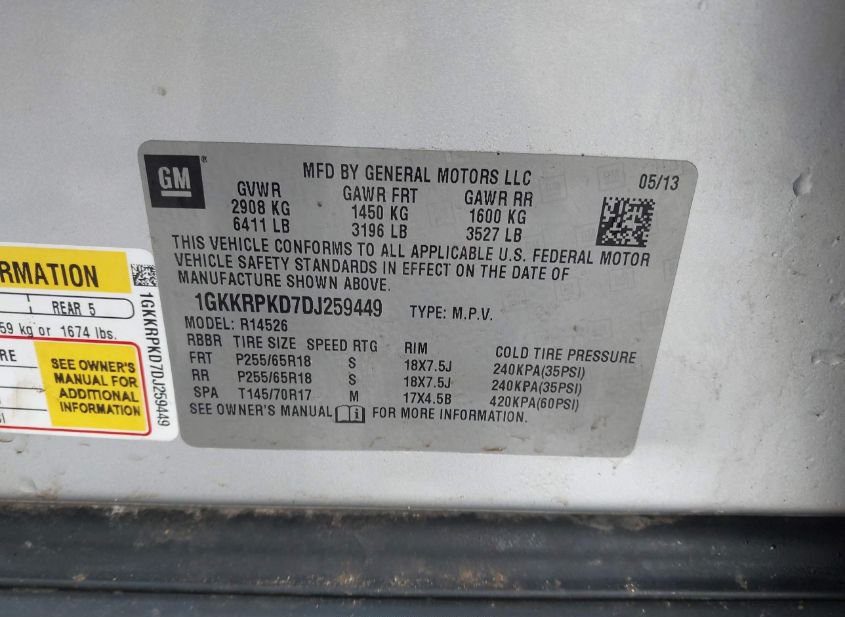 GM®
MFD BY GENERAL MOTORS LLC
05/13
GVWR GAWR FRT GAWR RR
2908 KG 1450 KG 1600 KG
6411 LB 3196 LB 3527 LB
THIS VEHICLE CONFORMS TO ALL APPLICABLE U.S. FEDERAL MOTOR
VEHICLE SAFETY STANDARDS IN EFFECT ON THE DATE OF
MANUFACTURE SHOWN ABOVE.
1GKKRPKD7DJ259449 TYPE: M.P.V.
MODEL: R14526
RBBR TIRE SIZE SPEED RTG RIM COLD TIRE PRESSURE
FRT P255/65R18 S 18X7.5J 240KPA(35PSI)
RR P255/65R18 S 18X7.5J 240KPA(35PSI)
SPA T145/70R17 M 17X4.5B 420KPA(60PSI)
SEE OWNER'S MANUAL FOR MORE INFORMATION.
REAR 5
kg or 1674 lbs.
SEE OWNER'S
MANUAL FOR
ADDITIONAL
INFORMATION
1GKKRPKD7DJ259449